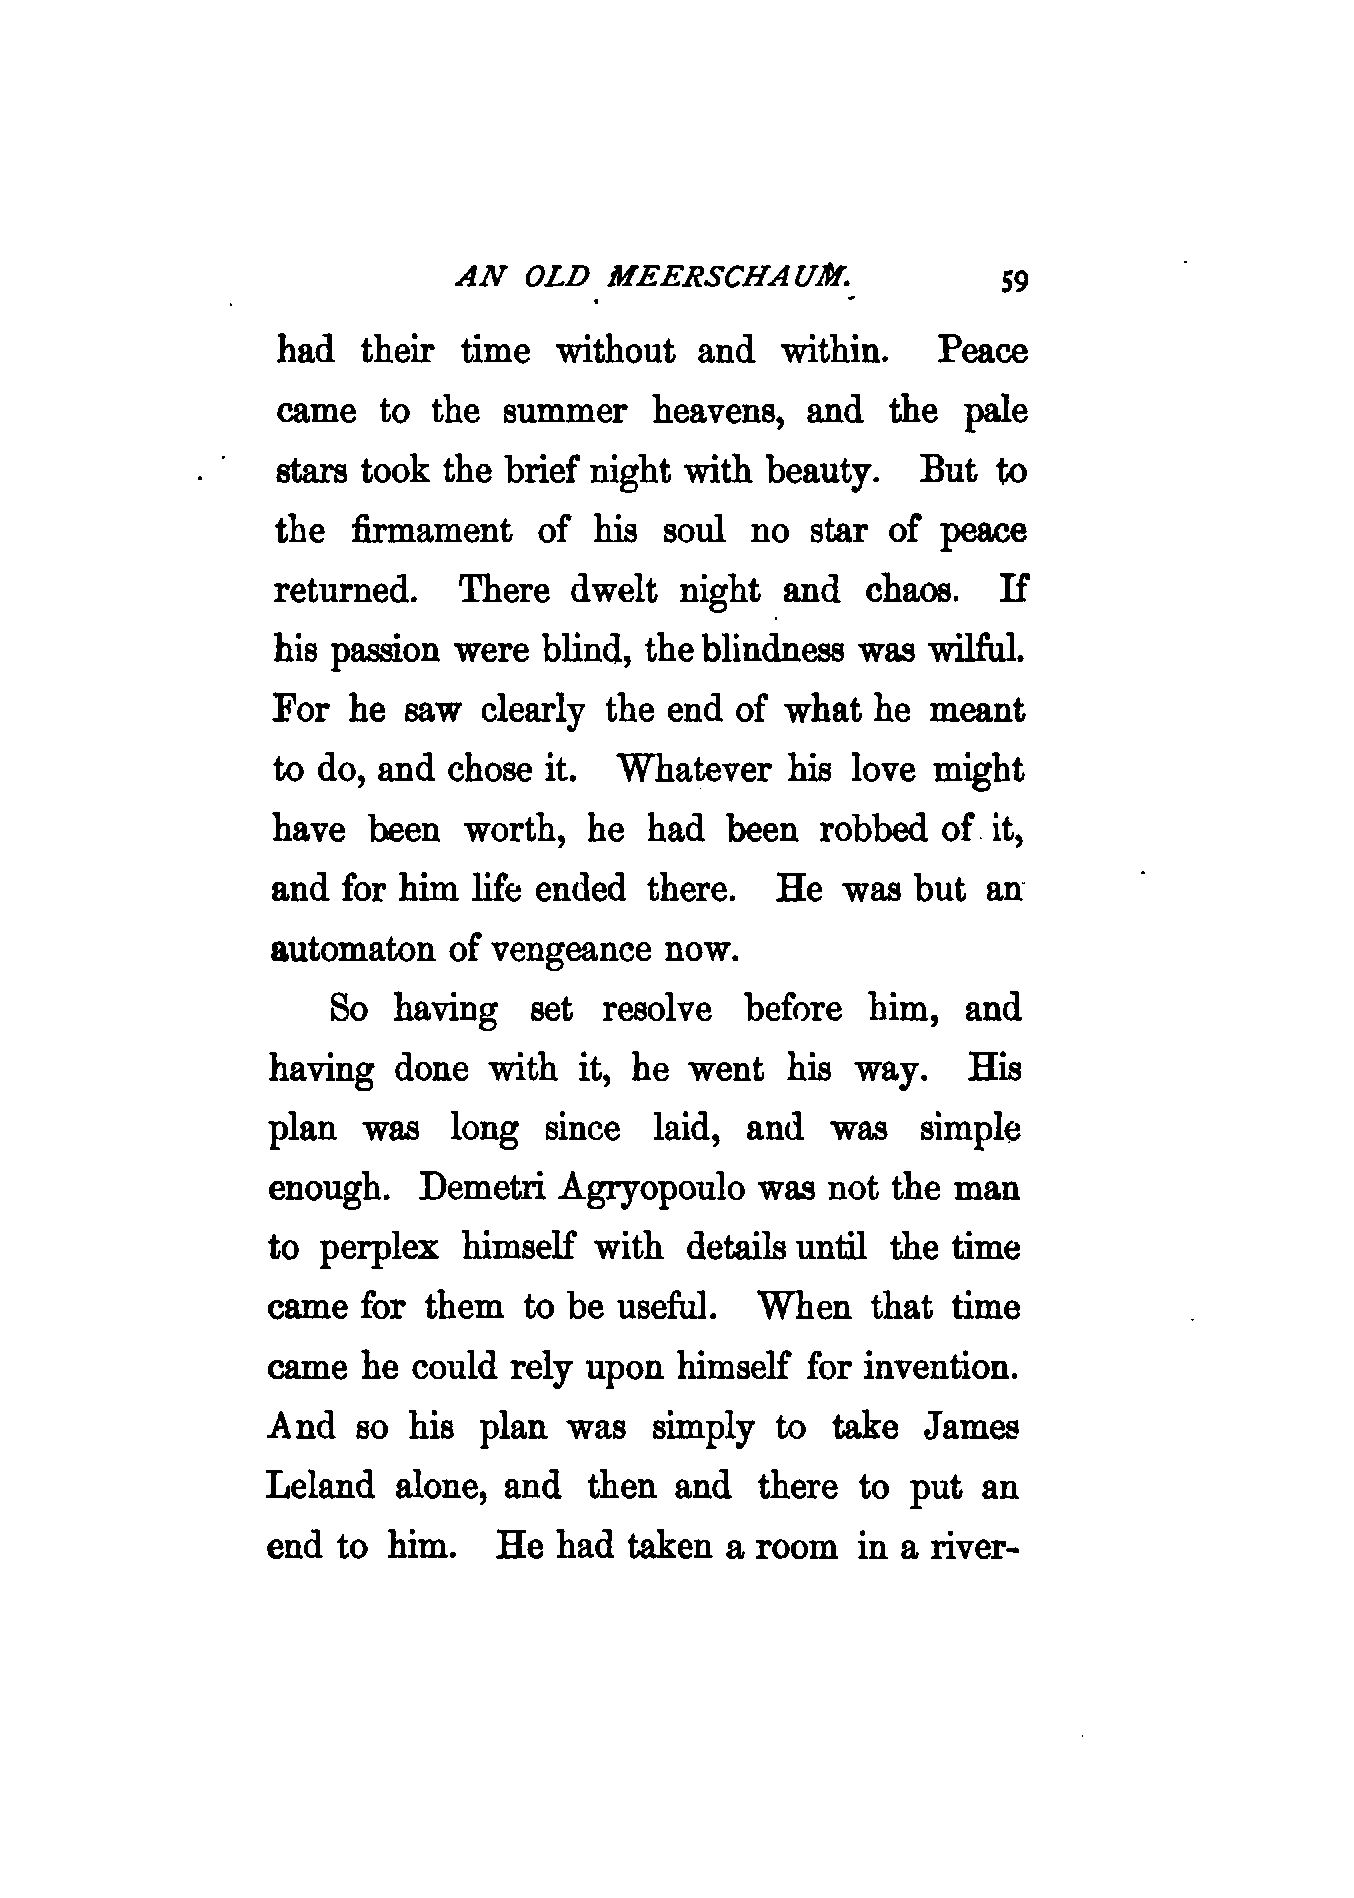 AN OLD MEERSCHAUM. 59
had their time without and within. Peace
came to the summer heavens, and the pale
stars took the brief night with beauty. But to
the firmament of his soul no star of peace
returned. There dwelt night and chaos. If
his passion were blind, the blindness was wilful.
For he saw clearly the end of what he meant
to do, and chose it. Whatever his love might
have been worth, he had been robbed of it,
and for him life ended there. He was but an
automaton of vengeance now.
So having set resolve before him, and
having done with it, he went his way. His
plan was long since laid, and was simple
enough. Demetri Agryopoulo was not the man
to perplex himself with details until the time
came for them to be useful. When that time
came he could rely upon himself for invention.
And so his plan was simply to take James
Leland alone, and then and there to put an
end to him. He had taken a room in a river-